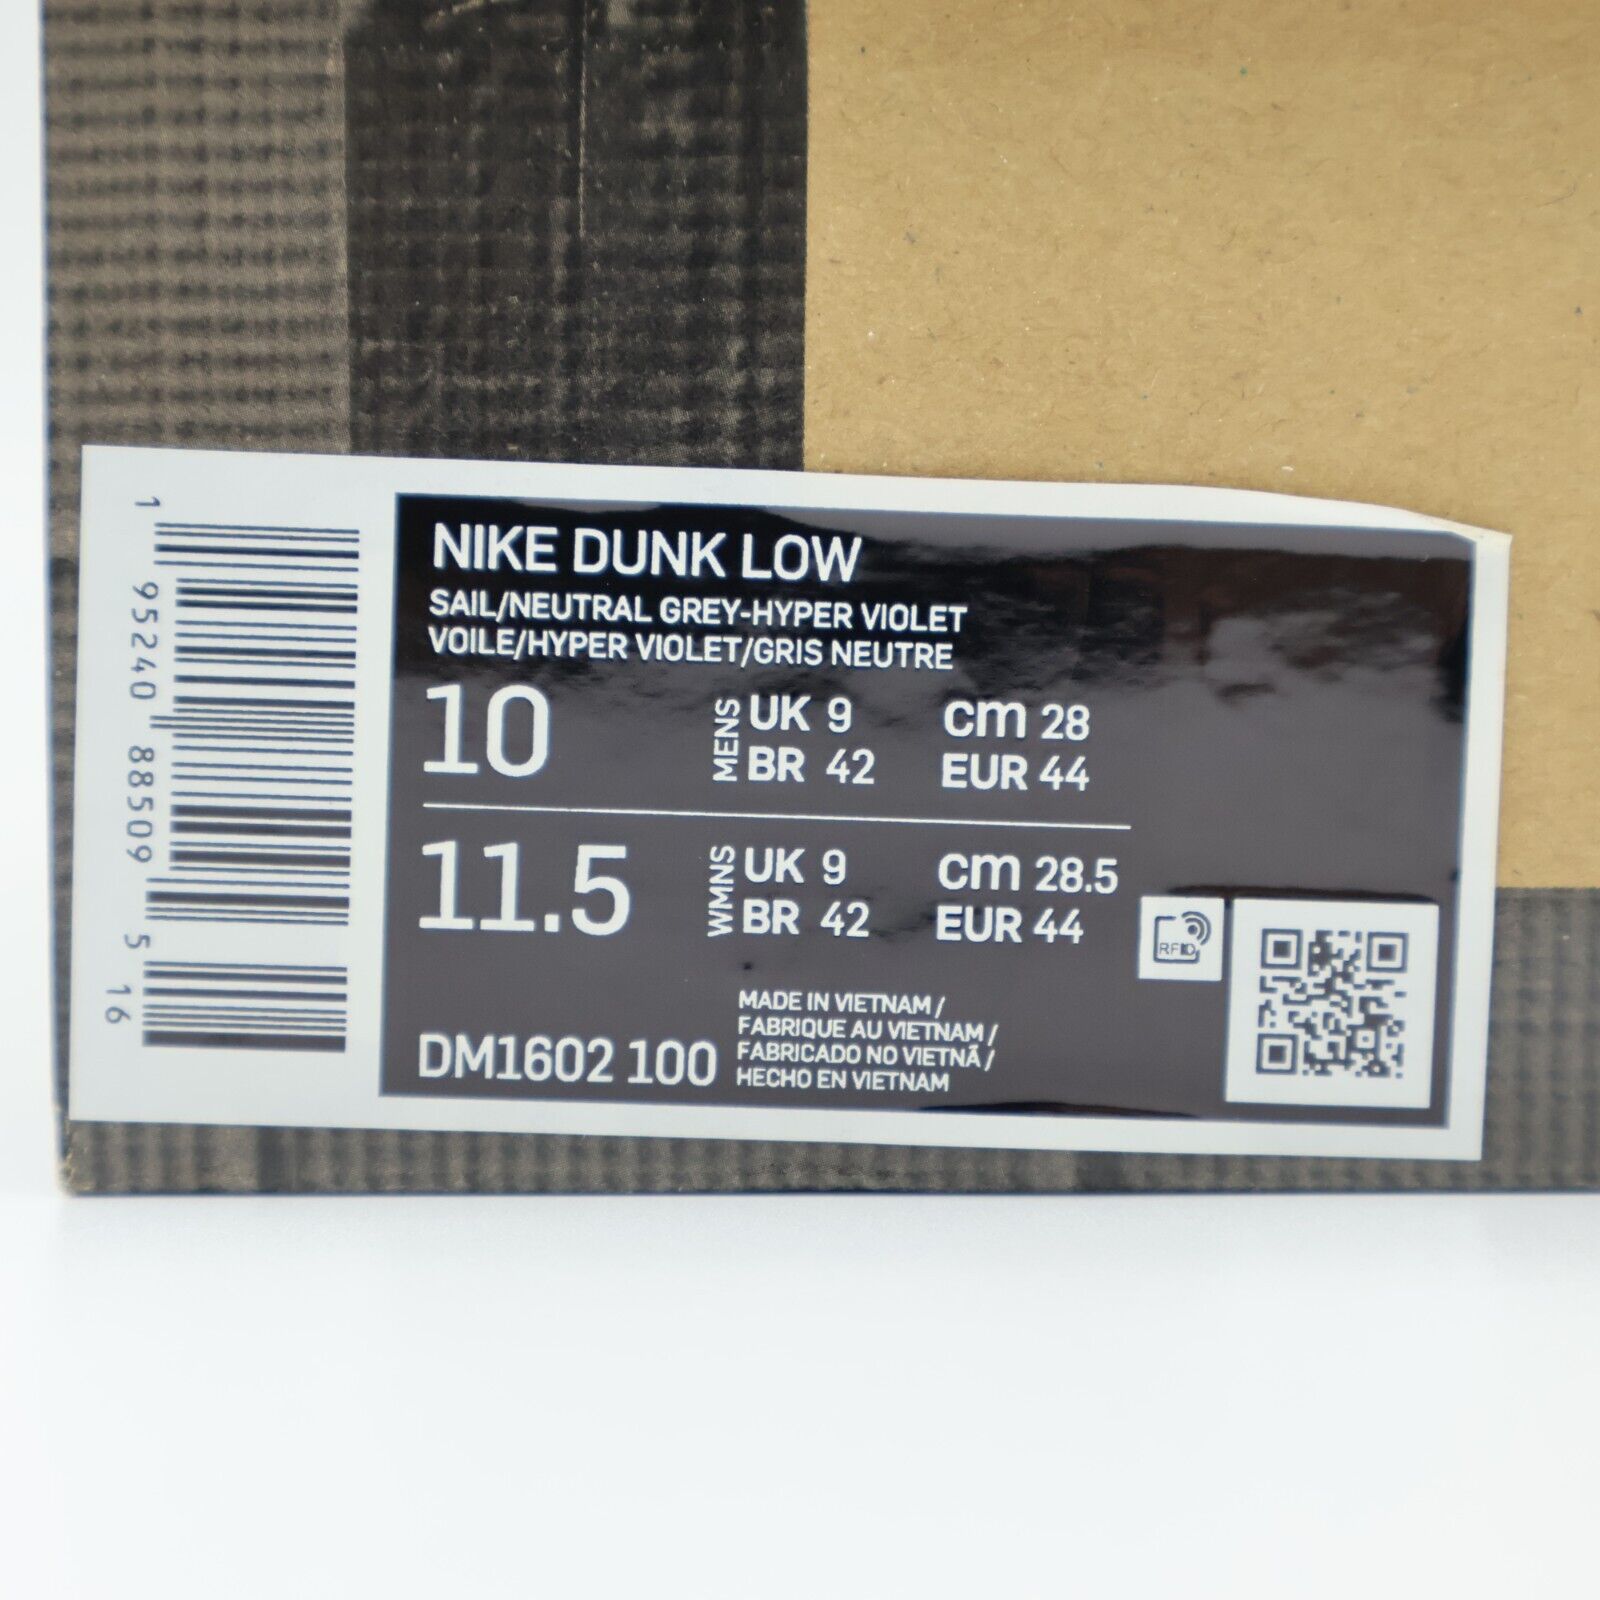 NIKE DUNK LOW
SAIL/NEUTRAL GREY-HYPER VIOLET
VOILE/HYPER VIOLET/GRIS NEUTRE
10 MENS UK 9 cm 28
BR 42 EUR 44
11.5 WMNS UK 9 cm 28.5
BR 42 EUR 44
MADE IN VIETNAM /
FABRIQUE AU VIETNAM /
FABRICADO NO VIETNÃ /
HECHO EN VIETNAM
DM1602 100
RFID
1 95240 88509 5 16